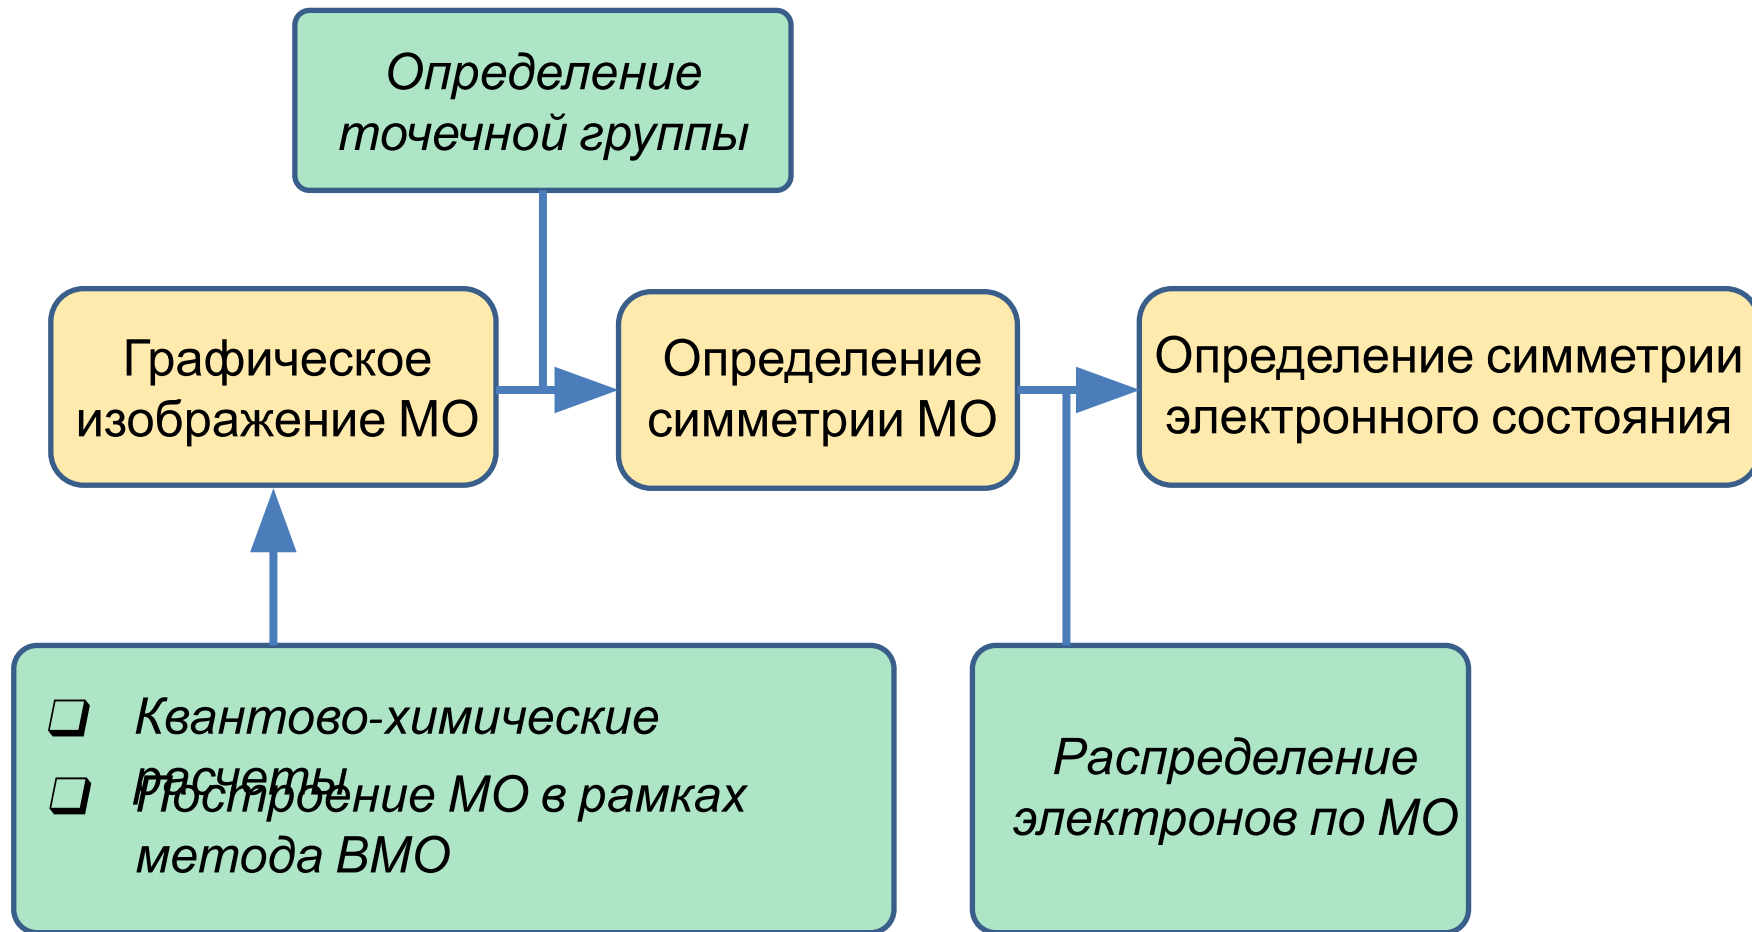 Определение
точечной группы
Графическое
изображение МО
Определение
симметрии МО
Определение симметрии
электронного состояния
Квантово-химические
расчеты
Построение МО в рамках
метода ВМО
Распределение
электронов по МО